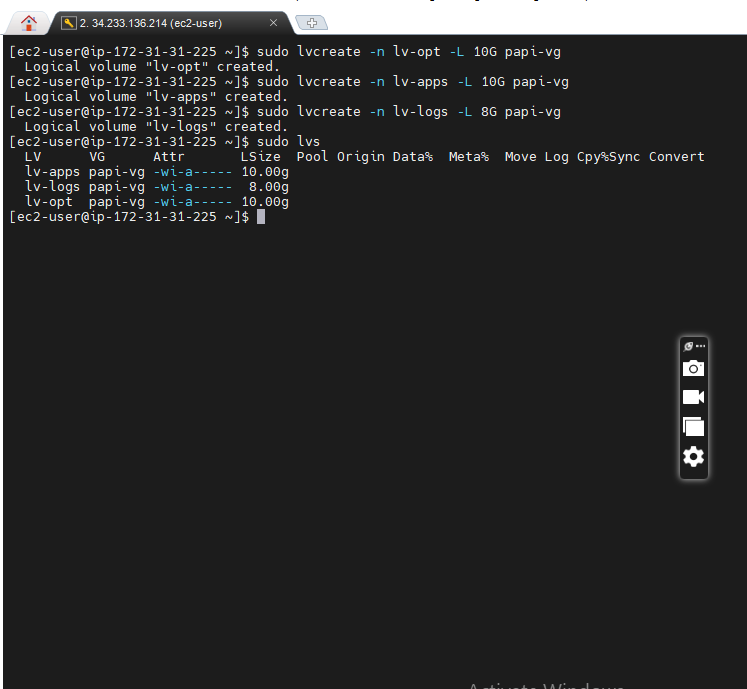 2. 34.233.136.214 (ec2-user)
[ec2-user@ip-172-31-31-225 ~]$ sudo lvcreate -n lv-opt -L 10G papi-vg
  Logical volume "lv-opt" created.
[ec2-user@ip-172-31-31-225 ~]$ sudo lvcreate -n lv-apps -L 10G papi-vg
  Logical volume "lv-apps" created.
[ec2-user@ip-172-31-31-225 ~]$ sudo lvcreate -n lv-logs -L 8G papi-vg
  Logical volume "lv-logs" created.
[ec2-user@ip-172-31-31-225 ~]$ sudo lvs
  LV      VG      Attr       LSize  Pool Origin Data%  Meta%  Move Log Cpy%Sync Convert
  lv-apps papi-vg -wi-a----- 10.00g
  lv-logs papi-vg -wi-a-----  8.00g
  lv-opt  papi-vg -wi-a----- 10.00g
[ec2-user@ip-172-31-31-225 ~]$
Activate Windows